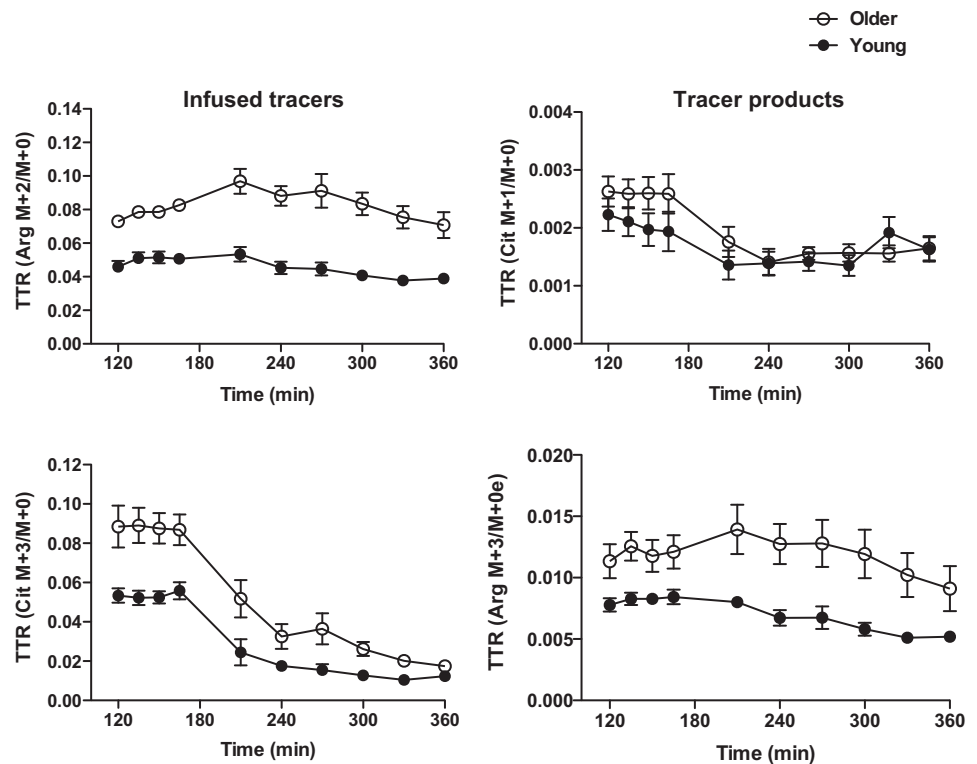 Older
Young
Infused tracers
TTR (Arg M+2/M+0)
0.14
0.12
0.10
0.08
0.06
0.04
0.02
0.00
120 180 240 300 360
Time (min)
Tracer products
TTR (Cit M+1/M+0)
0.004
0.003
0.002
0.001
0.000
120 180 240 300 360
Time (min)
TTR (Cit M+3/M+0)
0.12
0.10
0.08
0.06
0.04
0.02
0.00
120 180 240 300 360
Time (min)
TTR (Arg M+3/M+0e)
0.020
0.015
0.010
0.005
0.000
120 180 240 300 360
Time (min)